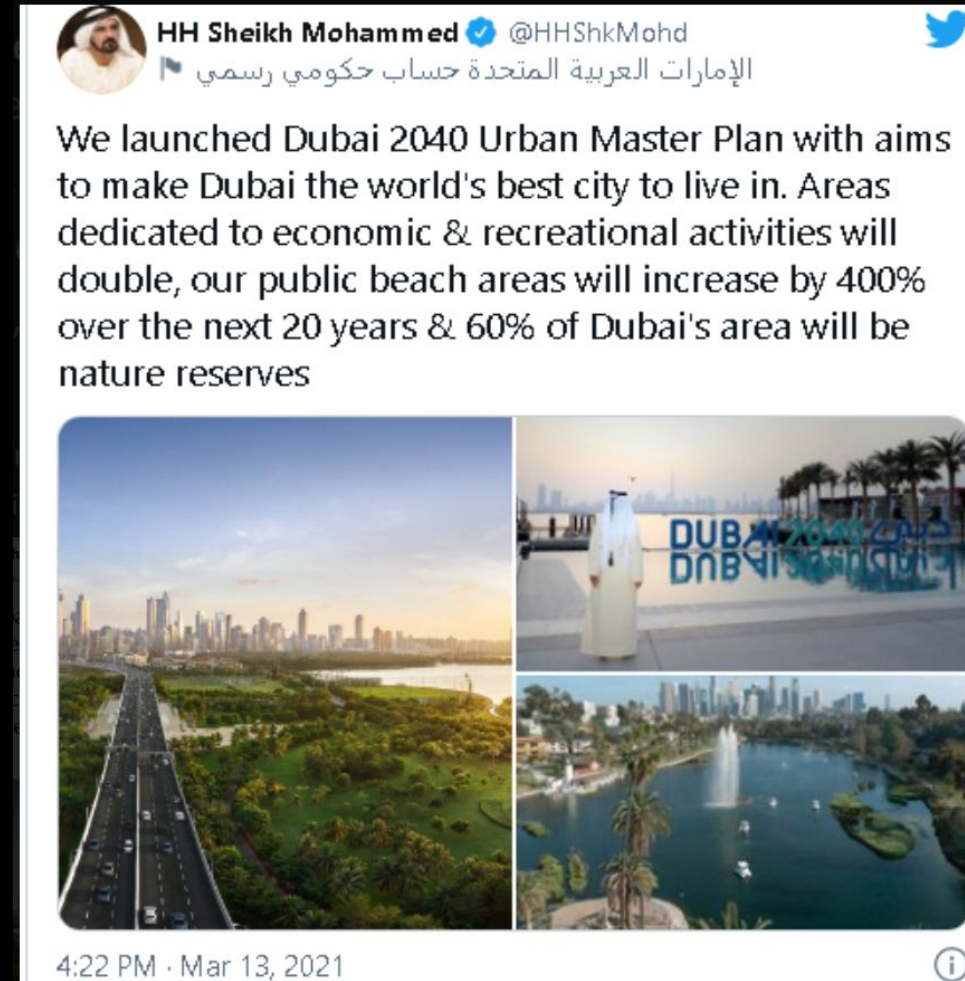 HH Sheikh Mohammed @HHShkMohd
الإمارات العربية المتحدة حساب حكومي رسمي
We launched Dubai 2040 Urban Master Plan with aims
to make Dubai the world's best city to live in. Areas
dedicated to economic & recreational activities will
double, our public beach areas will increase by 400%
over the next 20 years & 60% of Dubai's area will be
nature reserves
DUBAI 2040 دبي
4:22 PM · Mar 13, 2021